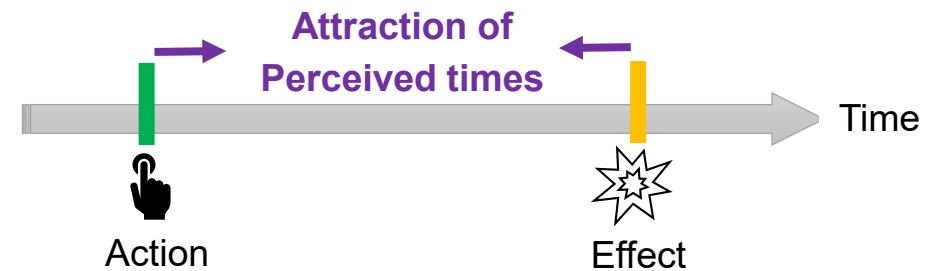 Attraction of
Perceived times
Time
Action
Effect